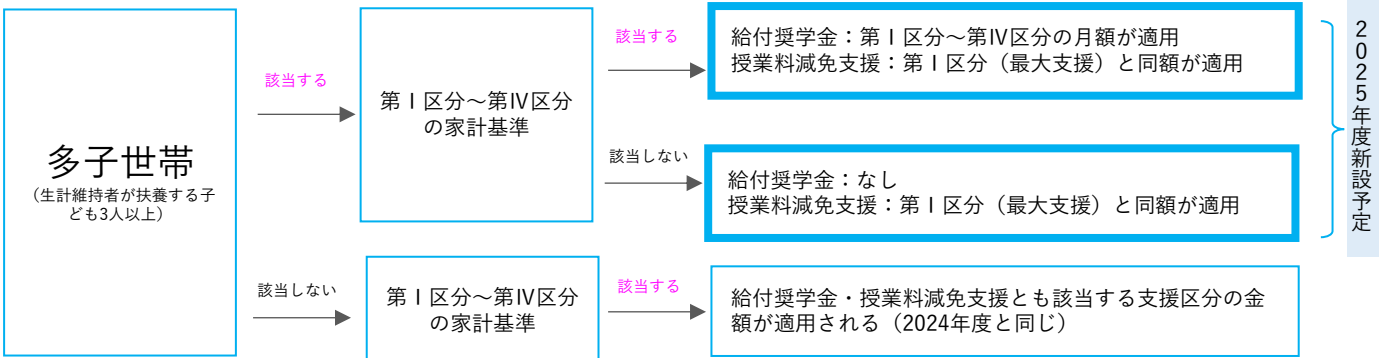 多子世帯
（生計維持者が扶養する子
ども3人以上）
該当する
第Ⅰ区分～第Ⅳ区分
の家計基準
該当する
給付奨学金：第Ⅰ区分～第Ⅳ区分の月額が適用
授業料減免支援：第Ⅰ区分（最大支援）と同額が適用
該当しない
給付奨学金：なし
授業料減免支援：第Ⅰ区分（最大支援）と同額が適用
2025年度新設予定
該当しない
第Ⅰ区分～第Ⅳ区分
の家計基準
該当する
給付奨学金・授業料減免支援とも該当する支援区分の金
額が適用される（2024年度と同じ）